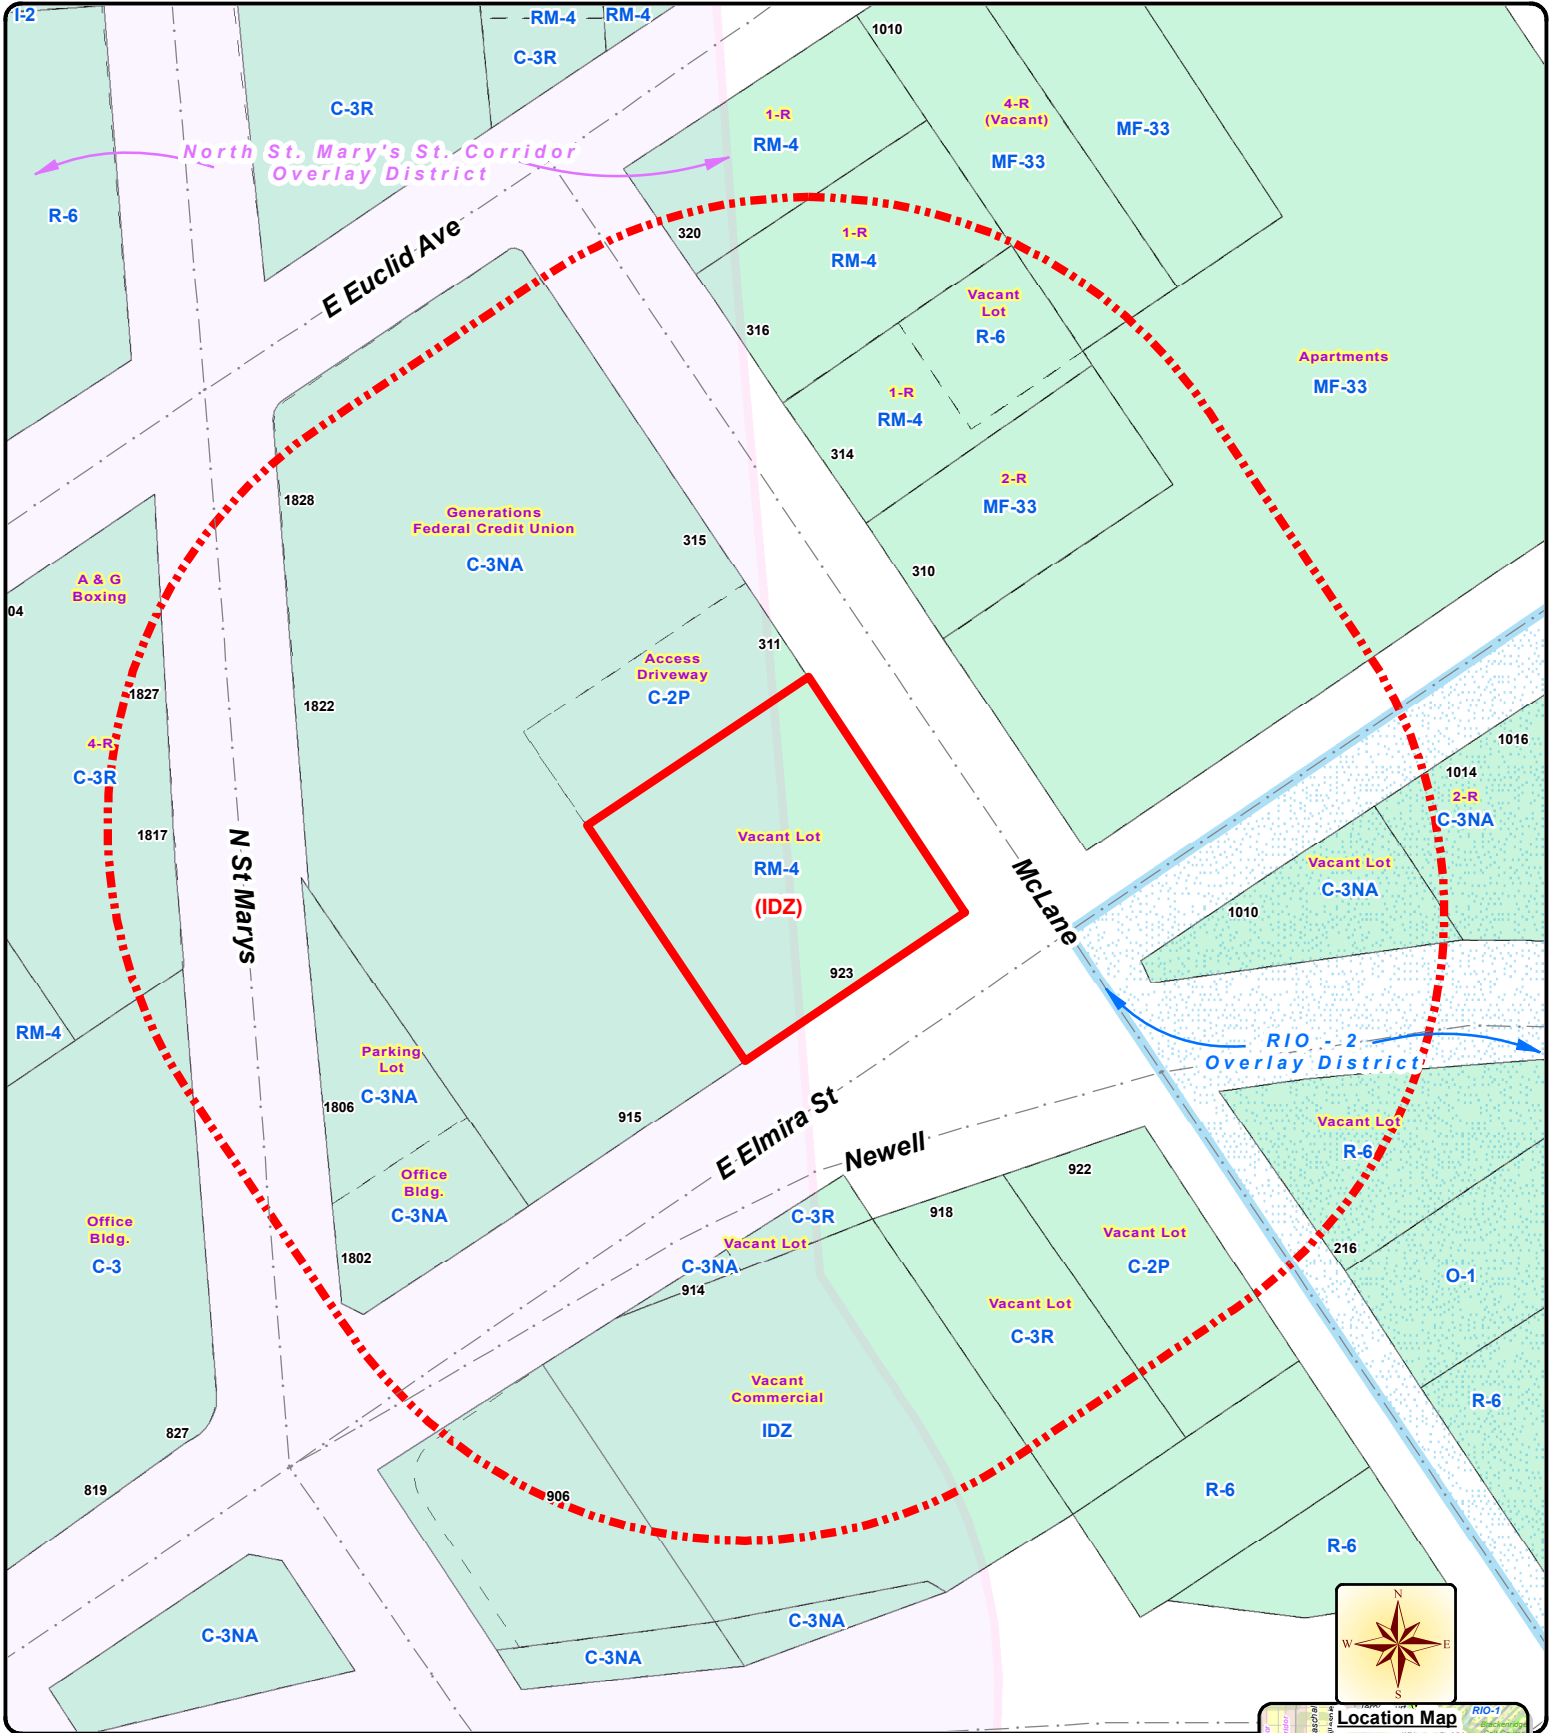 I-2
RM-4
RM-4
C-3R
C-3R
1010
1-R
RM-4
4-R
(Vacant)
MF-33
MF-33
North St. Mary's St. Corridor
Overlay District
R-6
E Euclid Ave
320
1-R
RM-4
316
Vacant
Lot
R-6
Apartments
MF-33
1-R
RM-4
314
2-R
MF-33
1828
Generations
Federal Credit Union
C-3NA
315
310
A & G
Boxing
04
311
Access
Driveway
C-2P
1827
1822
4-R
C-3R
1817
N St Marys
Vacant Lot
RM-4
(IDZ)
923
McLane
1016
1014
2-R
C-3NA
Vacant Lot
C-3NA
1010
RM-4
Parking
Lot
C-3NA
1806
915
RIO - 2
Overlay District
E Elmira St
Newell
Office
Bldg.
C-3NA
1802
Office
Bldg.
C-3
C-3R
Vacant Lot
C-3NA
914
918
922
Vacant Lot
C-2P
Vacant Lot
C-3R
Vacant Lot
R-6
216
O-1
R-6
Vacant
Commercial
IDZ
827
819
906
R-6
R-6
C-3NA
C-3NA
C-3NA
N
W
E
S
Location Map
RIO-1
Brackenridge